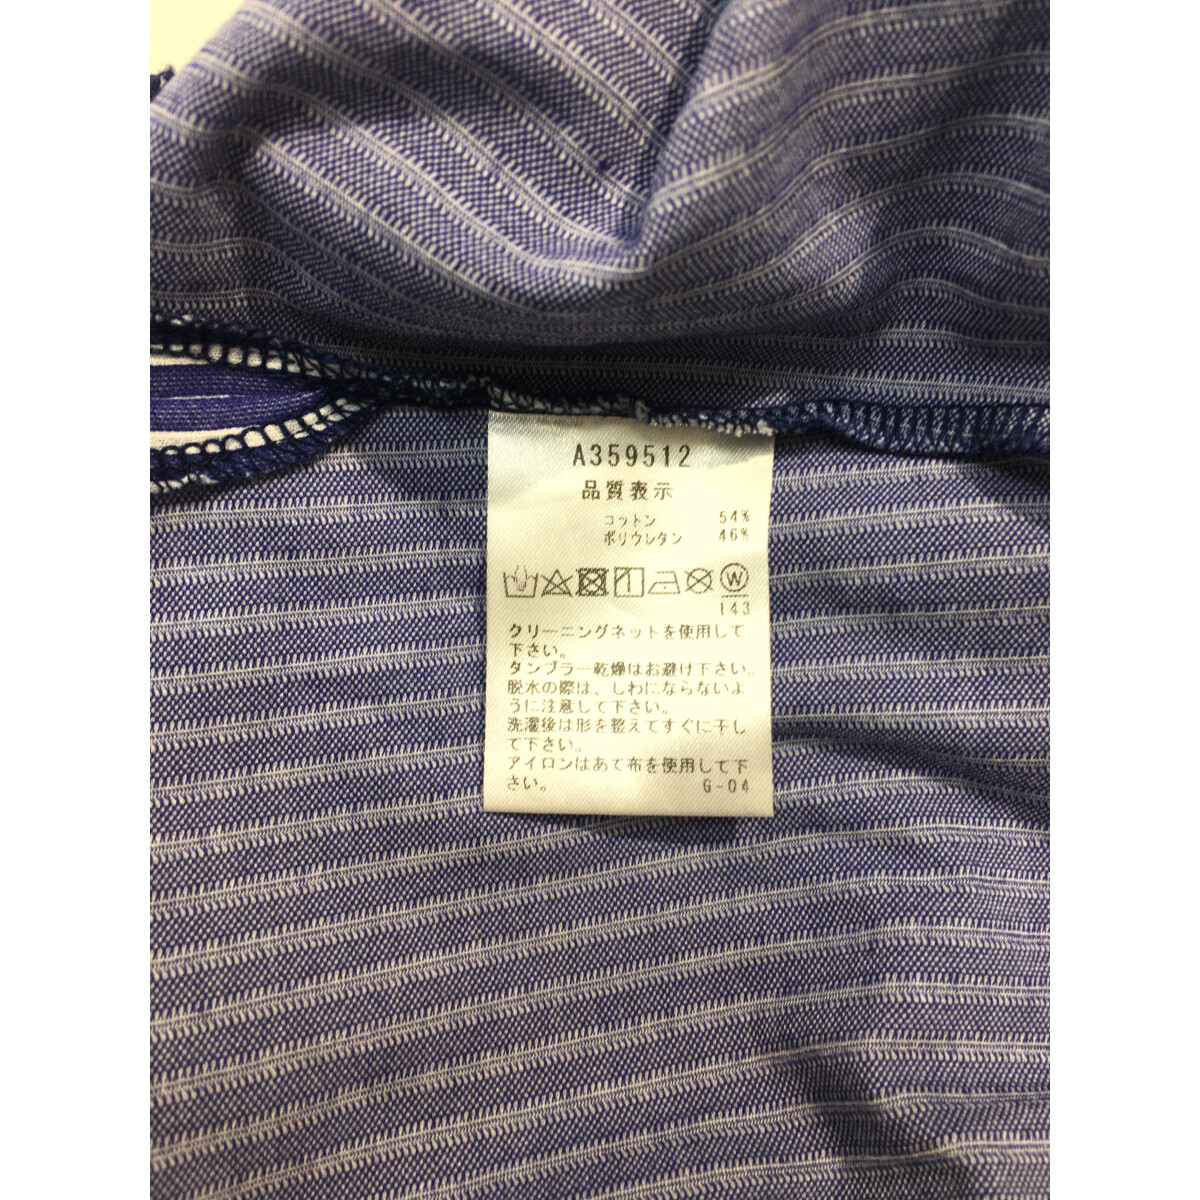 A359512
品質表示
コットン 54%
ポリウレタン 46%
W
143
クリーニングネットを使用して
下さい。
タンブラー乾燥はお避け下さい。
脱水の際は、しわにならないよ
うに注意して下さい。
洗濯後は形を整えてすぐに干し
て下さい。
アイロンはあて布を使用して下
さい。 G-04